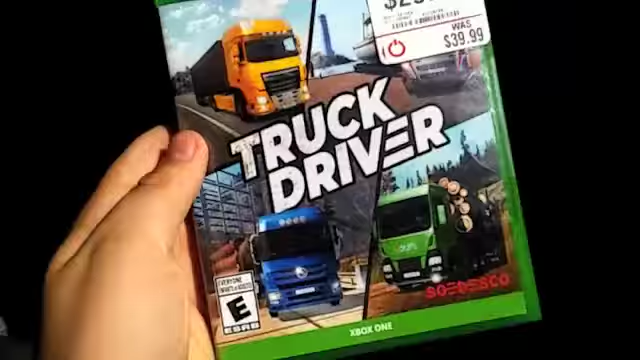 WAS
$39.99
TRUCK
DRIVER
EVERYONE
E
ESRB
SOEDESCO
XBOX ONE